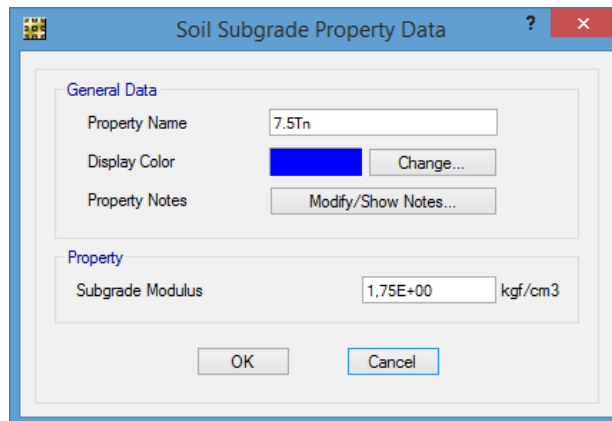 Soil Subgrade Property Data
?
General Data
Property Name 7.5Tn
Display Color Change...
Property Notes Modify/Show Notes...
Property
Subgrade Modulus 1,75E+00 kgf/cm3
OK Cancel